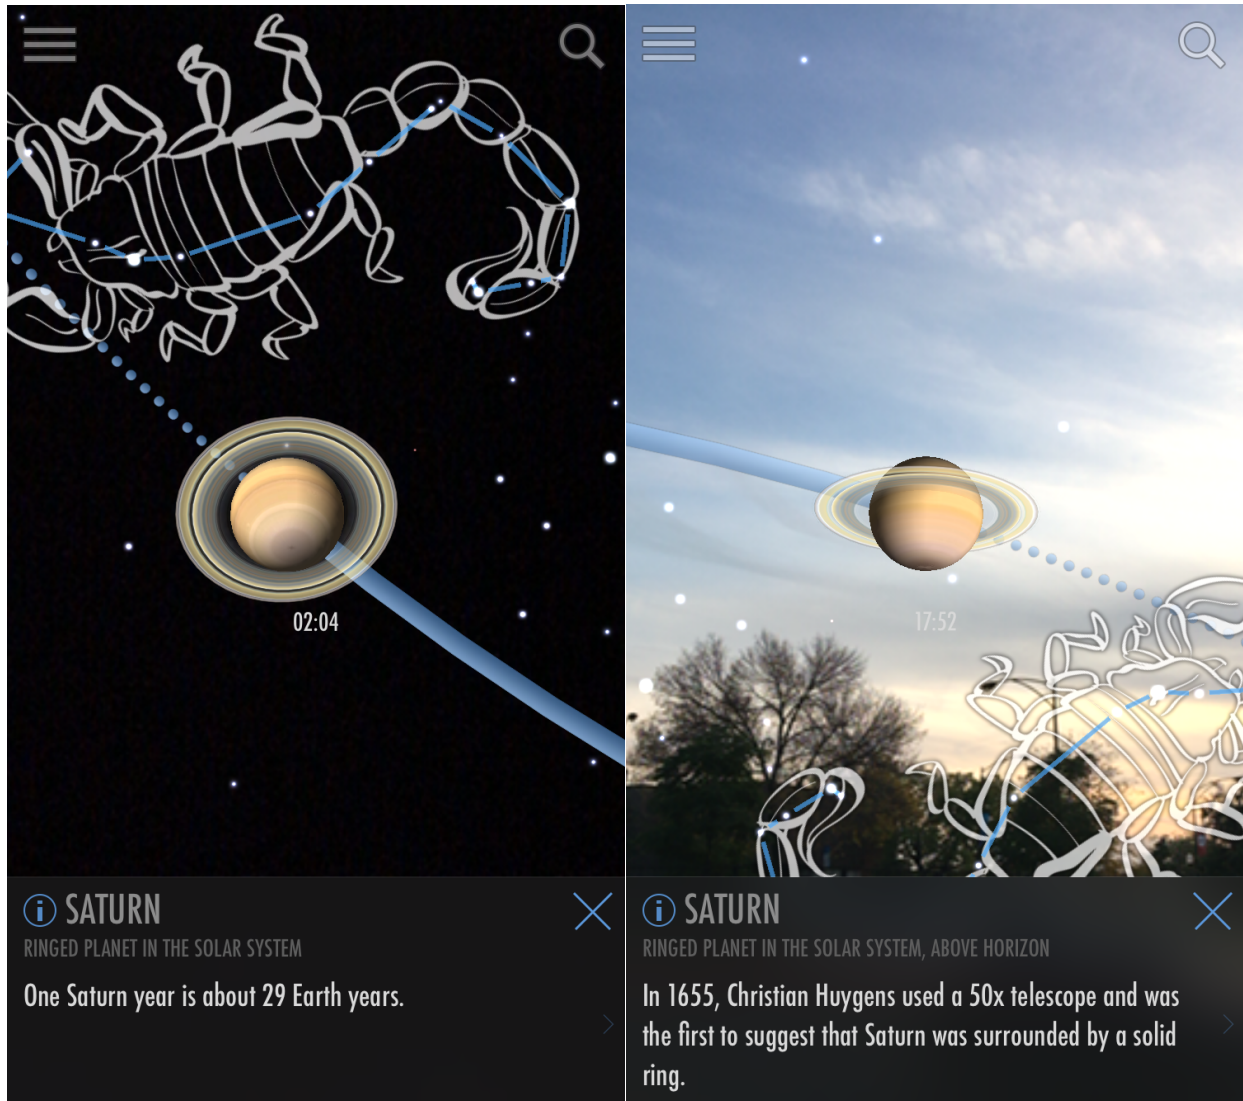 02:04
SATURN
RINGED PLANET IN THE SOLAR SYSTEM
One Saturn year is about 29 Earth years.
17:52
SATURN
RINGED PLANET IN THE SOLAR SYSTEM, ABOVE HORIZON
In 1655, Christian Huygens used a 50x telescope and was
the first to suggest that Saturn was surrounded by a solid
ring.